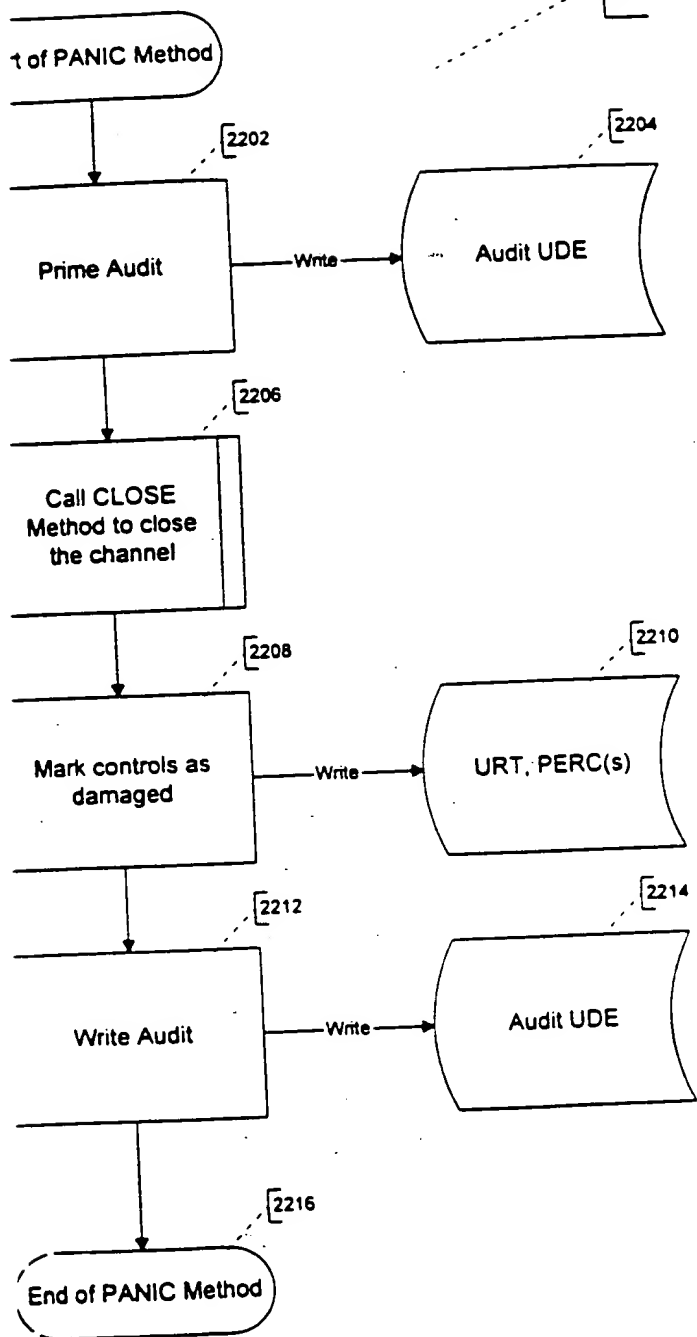 t of PANIC Method
2202
2204
Prime Audit
Write
Audit UDE
2206
Call CLOSE
Method to close
the channel
2208
2210
Mark controls as
damaged
Write
URT, PERC(s)
2212
2214
Write Audit
Write
Audit UDE
2216
End of PANIC Method